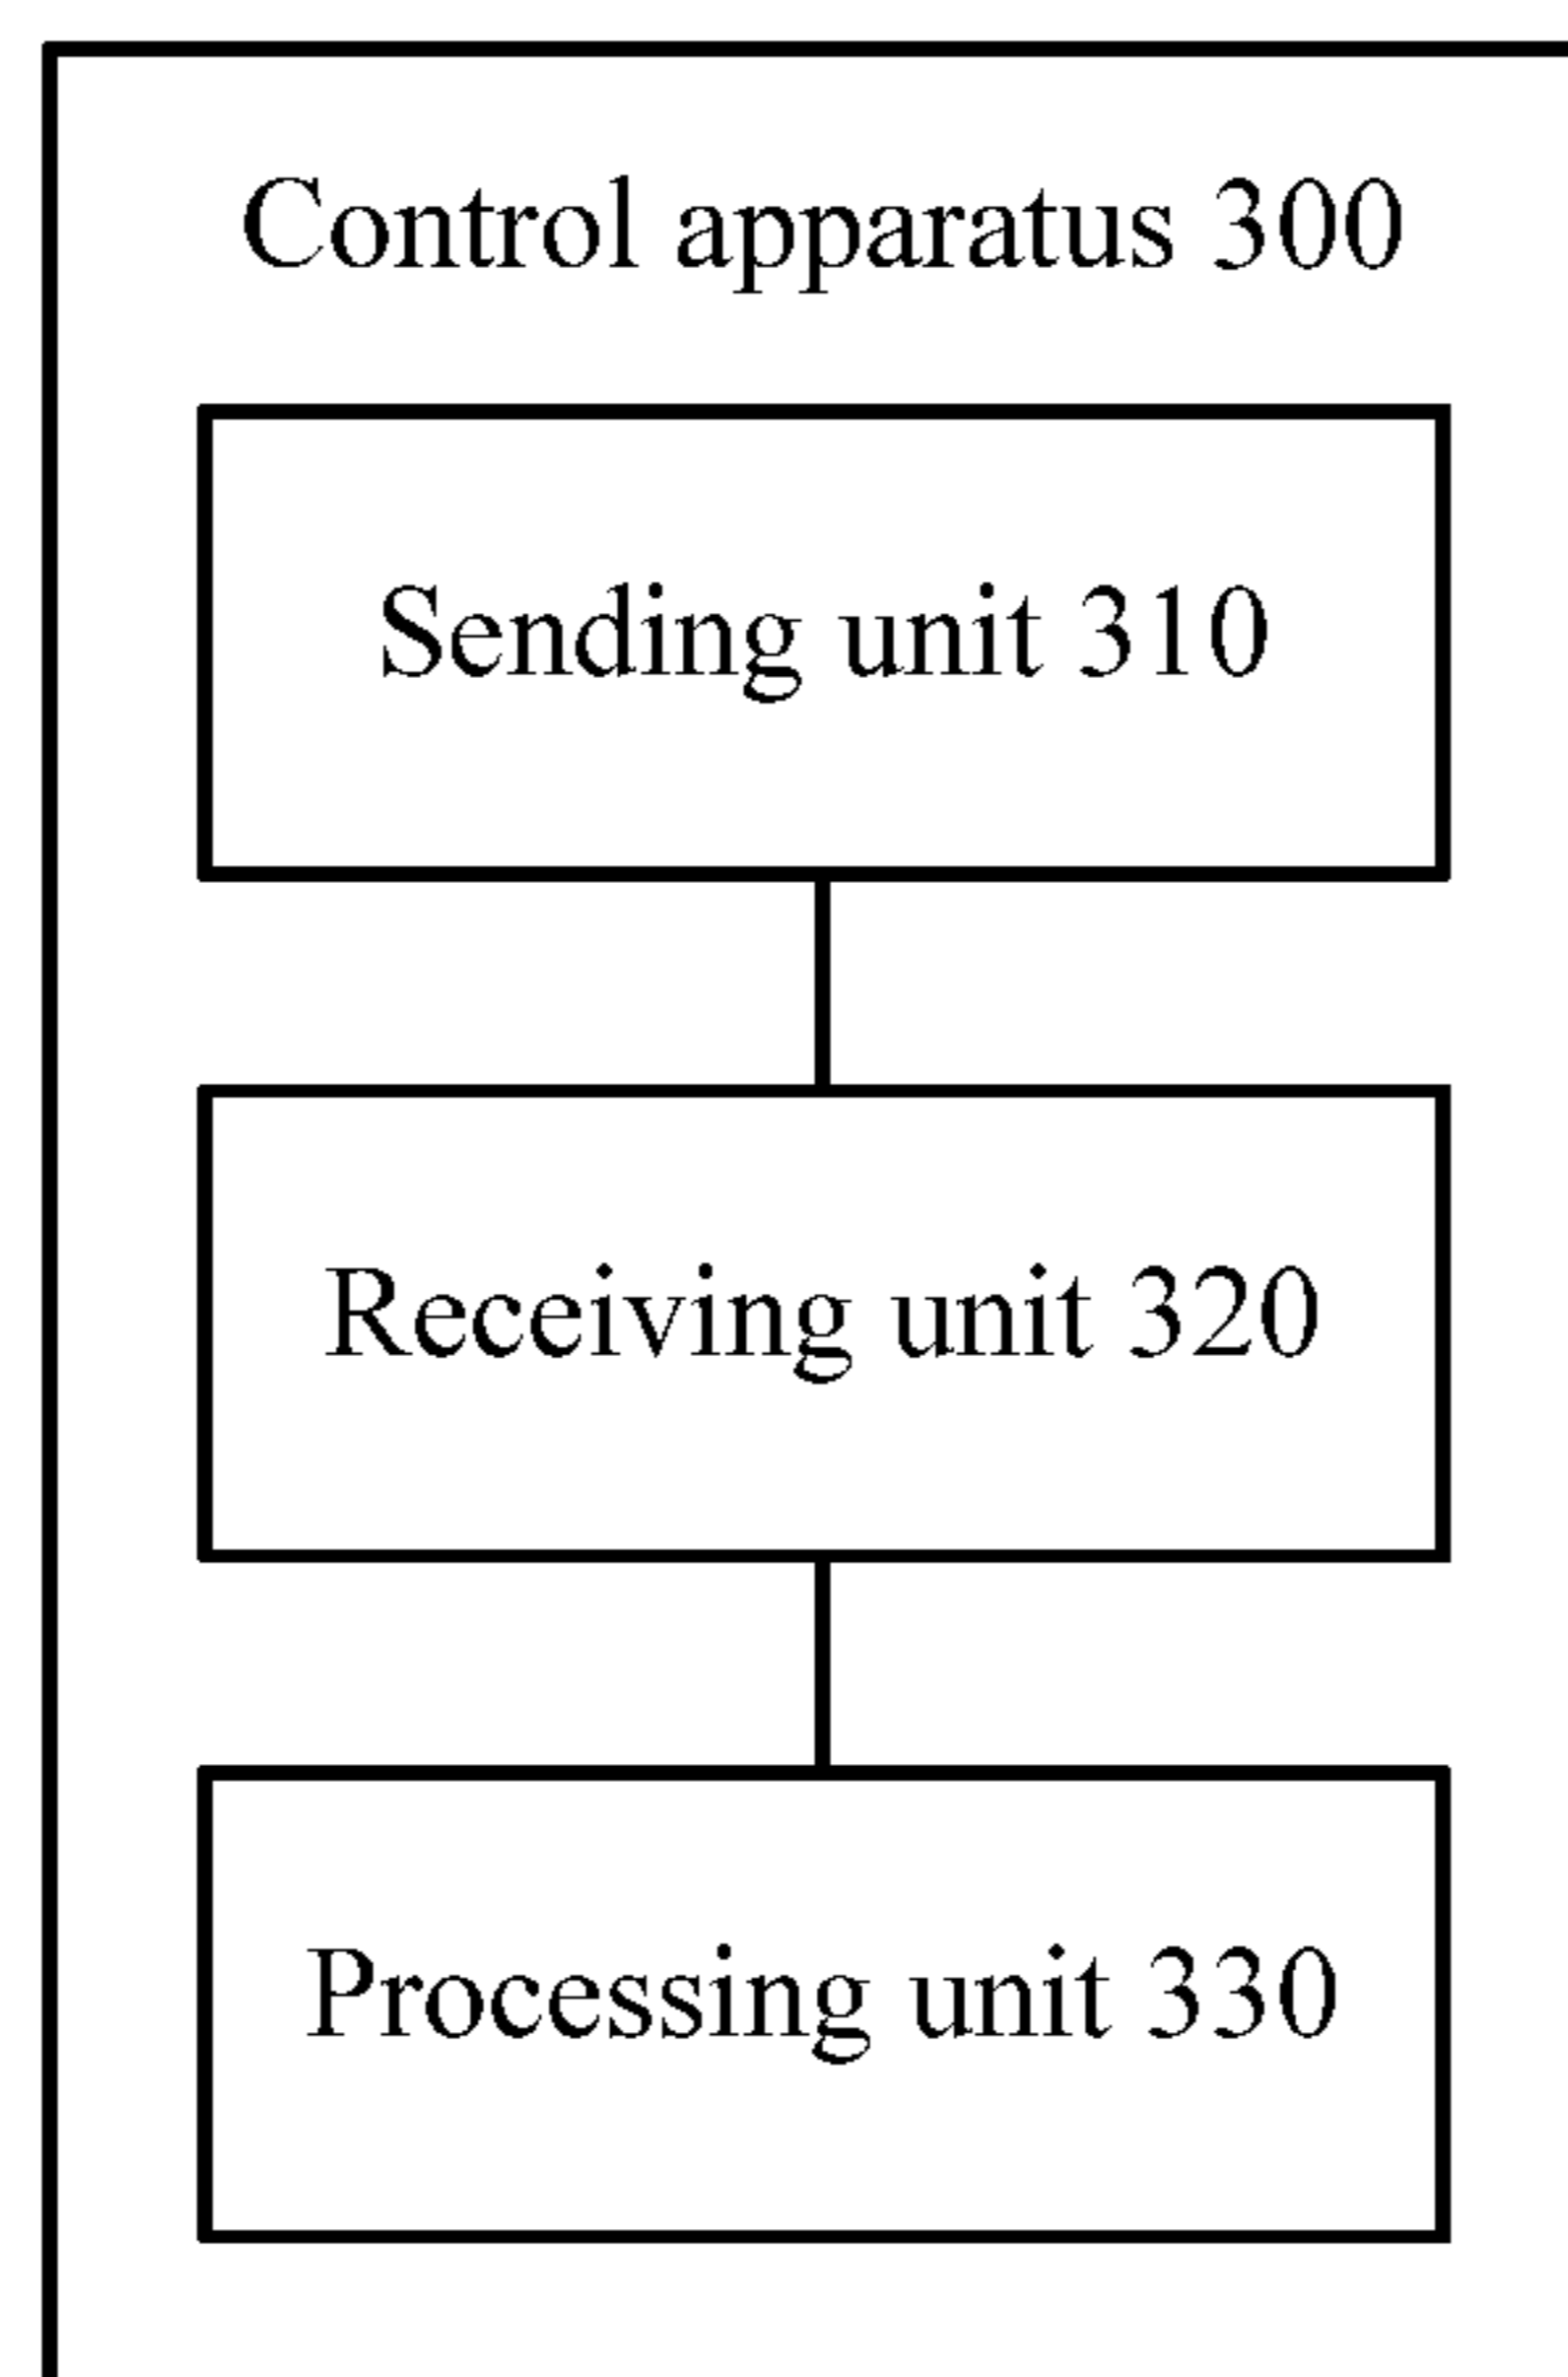 Control apparatus 300
Sending unit 310
Receiving unit 320
Processing unit 330